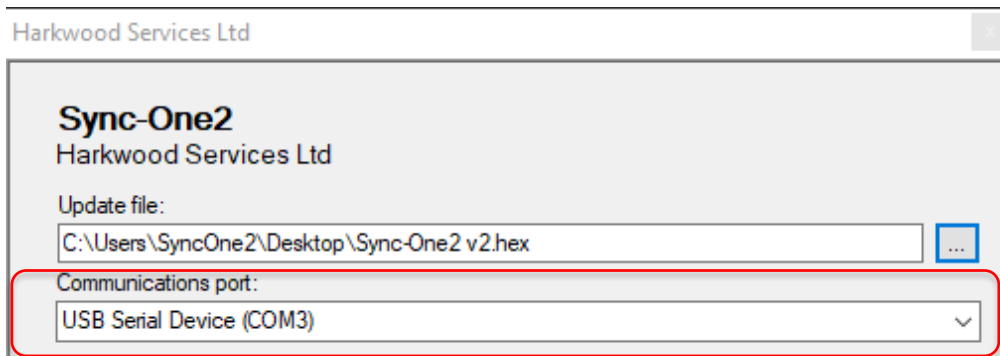 Harkwood Services Ltd
x
Sync-One2
Harkwood Services Ltd
Update file:
C:\Users\SyncOne2\Desktop\Sync-One2 v2.hex
...
Communications port:
USB Serial Device (COM3)